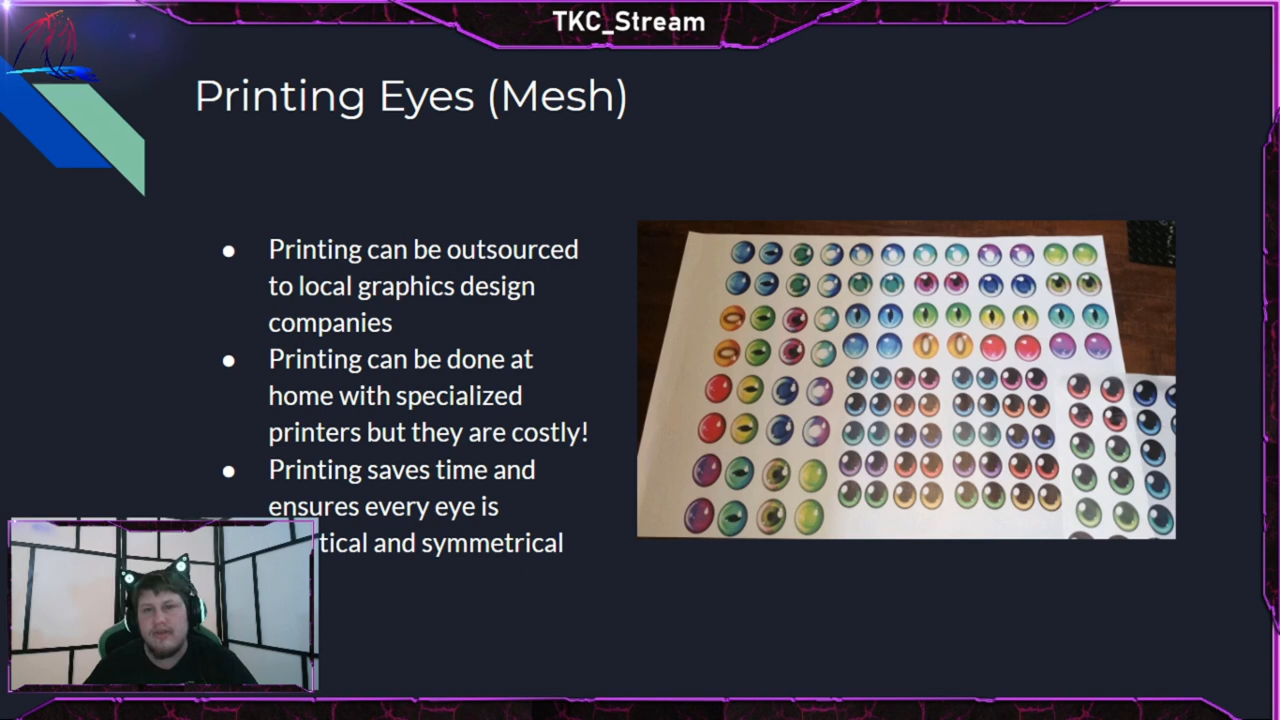 TKC_Stream
Printing Eyes (Mesh)
● Printing can be outsourced
to local graphics design
companies
● Printing can be done at
home with specialized
printers but they are costly!
● Printing saves time and
ensures every eye is
tical and symmetrical